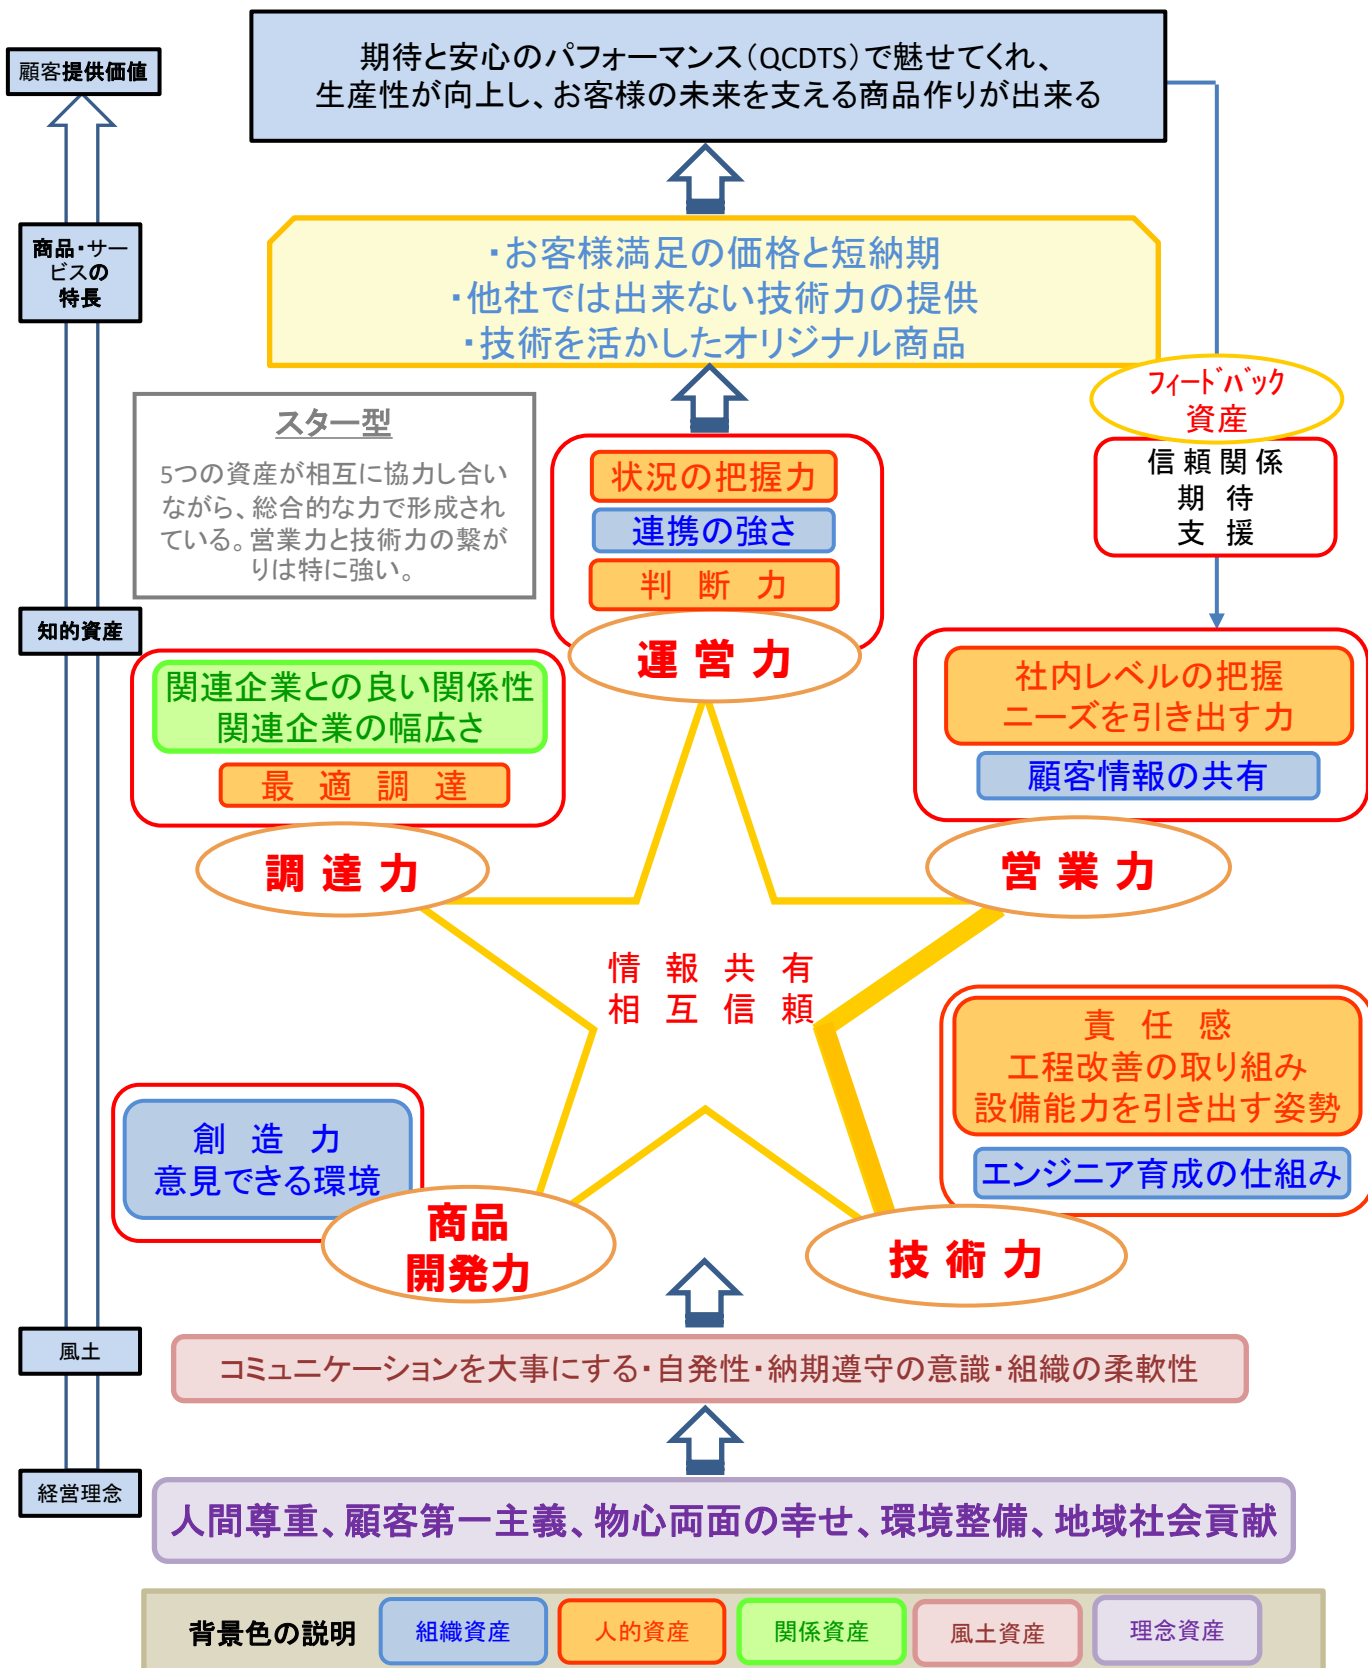 顧客提供価値
期待と安心のパフォーマンス（QCDTS）で魅せてくれ、
生産性が向上し、お客様の未来を支える商品作りが出来る
商品・サー
ビスの
特長
・お客様満足の価格と短納期
・他社では出来ない技術力の提供
・技術を活かしたオリジナル商品
フィードバック
資産
信頼関係
期待
支援
スター型
5つの資産が相互に協力し合い
ながら、総合的な力で形成され
ている。営業力と技術力の繋が
りは特に強い。
状況の把握力
連携の強さ
判断力
運営力
知的資産
関連企業との良い関係性
関連企業の幅広さ
最適調達
調達力
社内レベルの把握
ニーズを引き出す力
顧客情報の共有
営業力
情報共有
相互信頼
責任感
工程改善の取り組み
設備能力を引き出す姿勢
エンジニア育成の仕組み
技術力
創造力
意見できる環境
商品
開発力
風土
コミュニケーションを大事にする・自発性・納期遵守の意識・組織の柔軟性
経営理念
人間尊重、顧客第一主義、物心両面の幸せ、環境整備、地域社会貢献
背景色の説明
組織資産
人的資産
関係資産
風土資産
理念資産